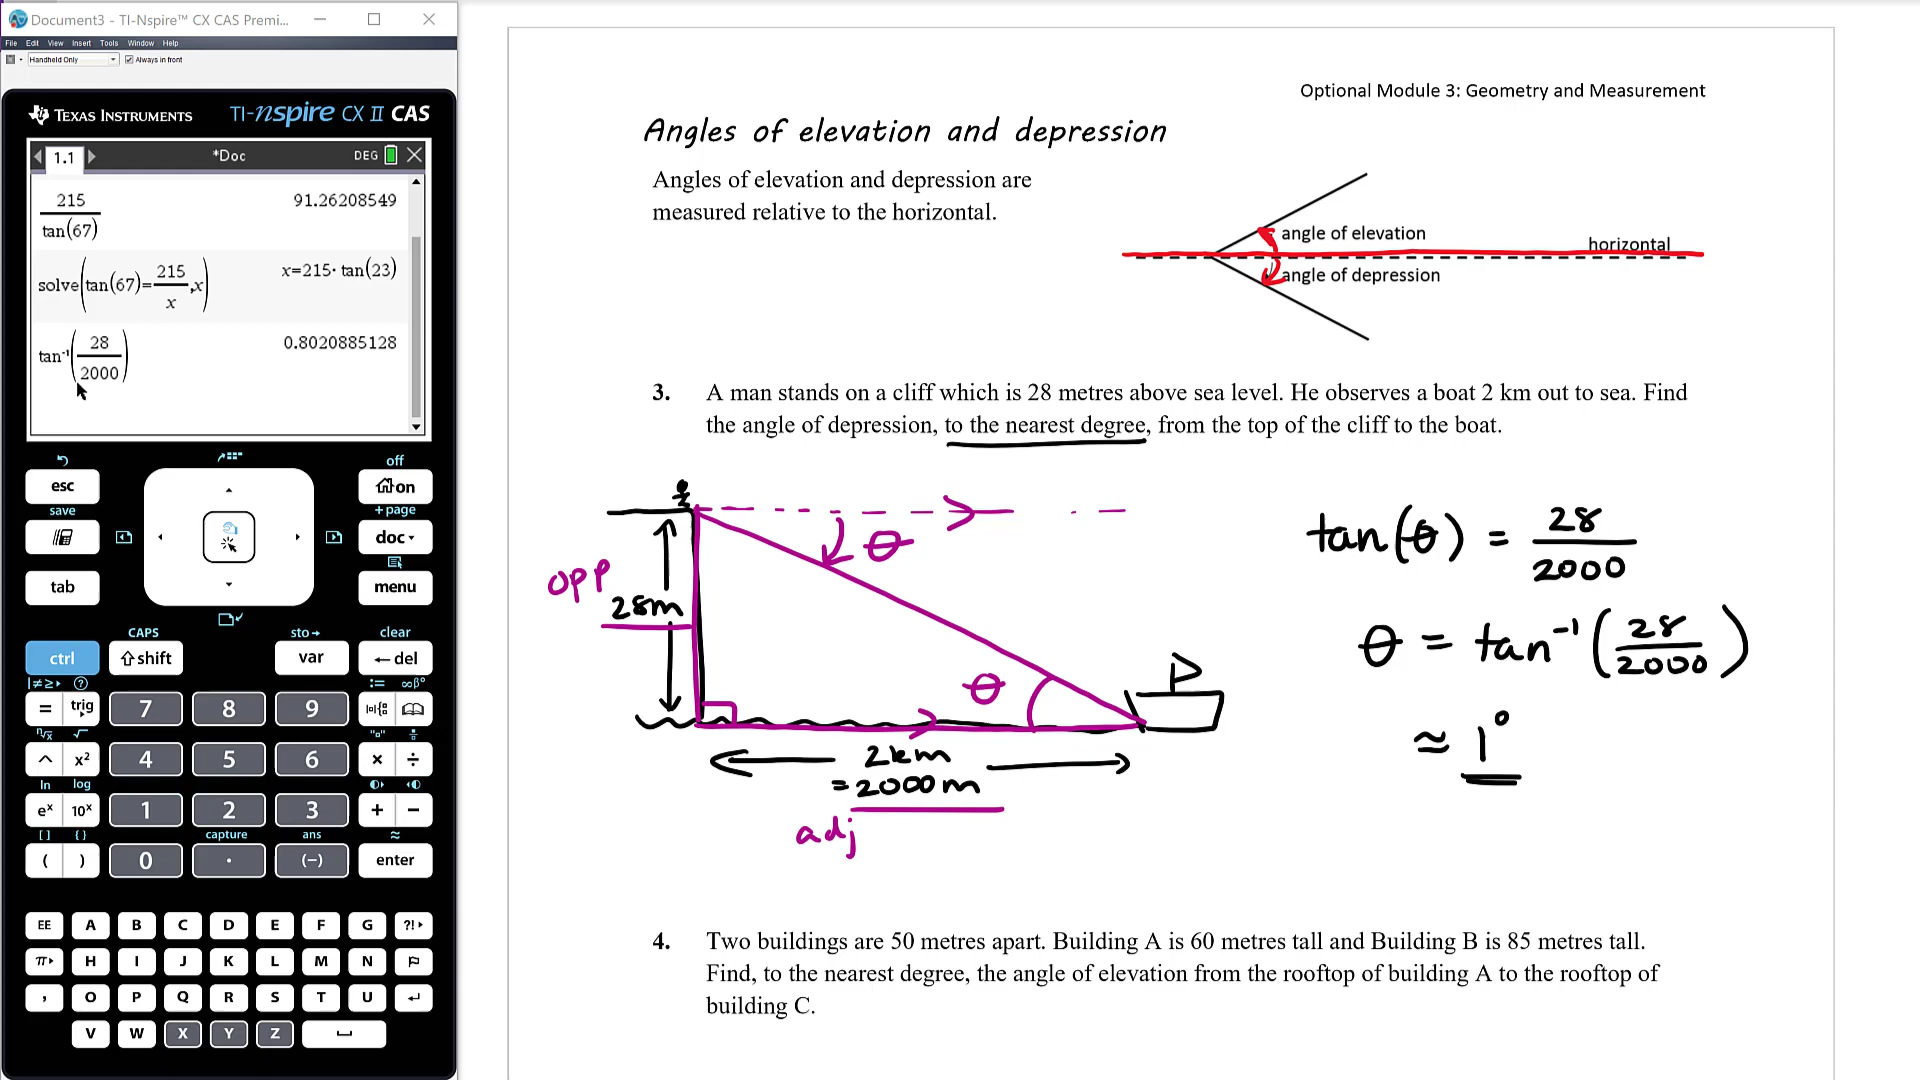 Document3 - TI-Nspire™ CX CAS Premi...
File Edit View Insert Tools Window Help
Handheld Only Always in front
TEXAS INSTRUMENTS TI-nspire CX II CAS
1.1 *Doc DEG
215/tan(67) 91.26208549
solve(tan(67)=215/x,x) x=215·tan(23)
tan⁻¹(28/2000) 0.8020885128
off
esc on
save +page
doc
tab menu
CAPS sto→ clear
ctrl shift var ←del
|≠≥▸ ? := ∞β°
= trig 7 8 9
ⁿ√x √ "▫"
^ x² 4 5 6 × ÷
ln log
eˣ 10ˣ 1 2 3 + −
[ ] { } capture ans ≈
( ) 0 . (−) enter
EE A B C D E F G ?!▸
π▸ H I J K L M N
, O P Q R S T U ↵
V W X Y Z
Optional Module 3: Geometry and Measurement
Angles of elevation and depression
Angles of elevation and depression are
measured relative to the horizontal.
angle of elevation
horizontal
angle of depression
3. A man stands on a cliff which is 28 metres above sea level. He observes a boat 2 km out to sea. Find
the angle of depression, to the nearest degree, from the top of the cliff to the boat.
θ
opp
28m
θ
2km
=2000m
adj
tan(θ) = 28/2000
θ = tan⁻¹(28/2000)
≈ 1°
4. Two buildings are 50 metres apart. Building A is 60 metres tall and Building B is 85 metres tall.
Find, to the nearest degree, the angle of elevation from the rooftop of building A to the rooftop of
building C.